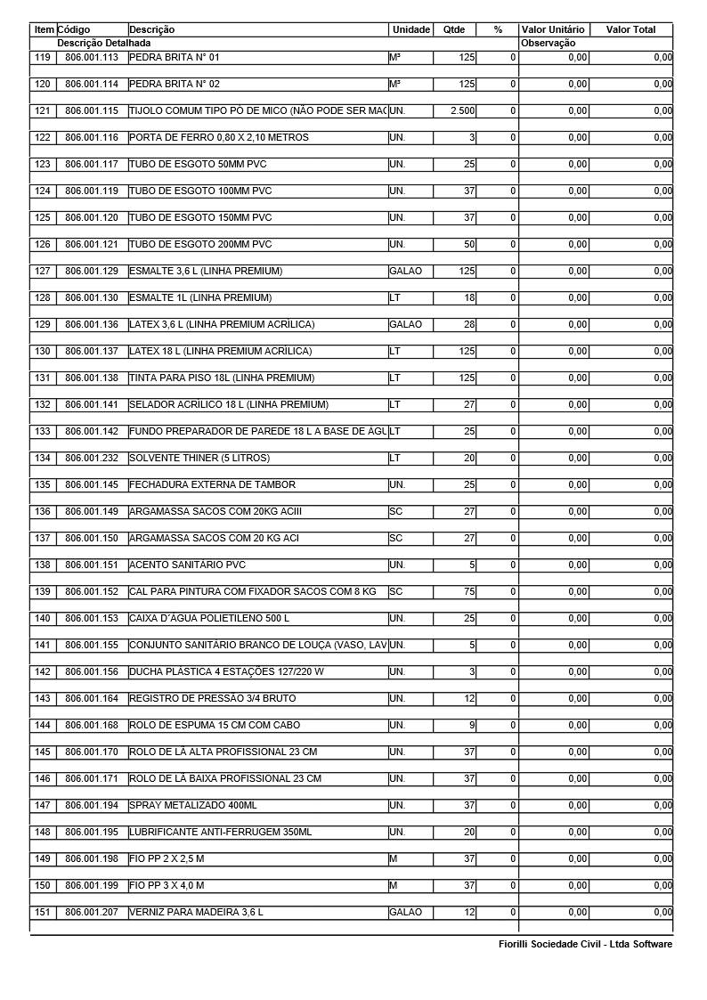 Item Código Descrição Unidade Qtde % Valor Unitário Valor Total
Descrição Detalhada Observação
119 806.001.113 PEDRA BRITA N° 01 M³ 125 0 0,00 0,00
120 806.001.114 PEDRA BRITA N° 02 M³ 125 0 0,00 0,00
121 806.001.115 TIJOLO COMUM TIPO PÓ DE MICO (NÃO PODE SER MAC UN. 2.500 0 0,00 0,00
122 806.001.116 PORTA DE FERRO 0,80 X 2,10 METROS UN. 3 0 0,00 0,00
123 806.001.117 TUBO DE ESGOTO 50MM PVC UN. 25 0 0,00 0,00
124 806.001.119 TUBO DE ESGOTO 100MM PVC UN. 37 0 0,00 0,00
125 806.001.120 TUBO DE ESGOTO 150MM PVC UN. 37 0 0,00 0,00
126 806.001.121 TUBO DE ESGOTO 200MM PVC UN. 50 0 0,00 0,00
127 806.001.129 ESMALTE 3,6 L (LINHA PREMIUM) GALAO 125 0 0,00 0,00
128 806.001.130 ESMALTE 1L (LINHA PREMIUM) LT 18 0 0,00 0,00
129 806.001.136 LATEX 3,6 L (LINHA PREMIUM ACRÍLICA) GALAO 28 0 0,00 0,00
130 806.001.137 LATEX 18 L (LINHA PREMIUM ACRÍLICA) LT 125 0 0,00 0,00
131 806.001.138 TINTA PARA PISO 18L (LINHA PREMIUM) LT 125 0 0,00 0,00
132 806.001.141 SELADOR ACRÍLICO 18 L (LINHA PREMIUM) LT 27 0 0,00 0,00
133 806.001.142 FUNDO PREPARADOR DE PAREDE 18 L A BASE DE ÁGU LT 25 0 0,00 0,00
134 806.001.232 SOLVENTE THINER (5 LITROS) LT 20 0 0,00 0,00
135 806.001.145 FECHADURA EXTERNA DE TAMBOR UN. 25 0 0,00 0,00
136 806.001.149 ARGAMASSA SACOS COM 20KG ACIII SC 27 0 0,00 0,00
137 806.001.150 ARGAMASSA SACOS COM 20 KG ACI SC 27 0 0,00 0,00
138 806.001.151 ACENTO SANITÁRIO PVC UN. 5 0 0,00 0,00
139 806.001.152 CAL PARA PINTURA COM FIXADOR SACOS COM 8 KG SC 75 0 0,00 0,00
140 806.001.153 CAIXA D´ÁGUA POLIETILENO 500 L UN. 25 0 0,00 0,00
141 806.001.155 CONJUNTO SANITÁRIO BRANCO DE LOUÇA (VASO, LAV UN. 5 0 0,00 0,00
142 806.001.156 DUCHA PLÁSTICA 4 ESTAÇÕES 127/220 W UN. 3 0 0,00 0,00
143 806.001.164 REGISTRO DE PRESSÃO 3/4 BRUTO UN. 12 0 0,00 0,00
144 806.001.168 ROLO DE ESPUMA 15 CM COM CABO UN. 9 0 0,00 0,00
145 806.001.170 ROLO DE LÃ ALTA PROFISSIONAL 23 CM UN. 37 0 0,00 0,00
146 806.001.171 ROLO DE LÃ BAIXA PROFISSIONAL 23 CM UN. 37 0 0,00 0,00
147 806.001.194 SPRAY METALIZADO 400ML UN. 37 0 0,00 0,00
148 806.001.195 LUBRIFICANTE ANTI-FERRUGEM 350ML UN. 20 0 0,00 0,00
149 806.001.198 FIO PP 2 X 2,5 M M 37 0 0,00 0,00
150 806.001.199 FIO PP 3 X 4,0 M M 37 0 0,00 0,00
151 806.001.207 VERNIZ PARA MADEIRA 3,6 L GALAO 12 0 0,00 0,00
Fiorilli Sociedade Civil - Ltda Software